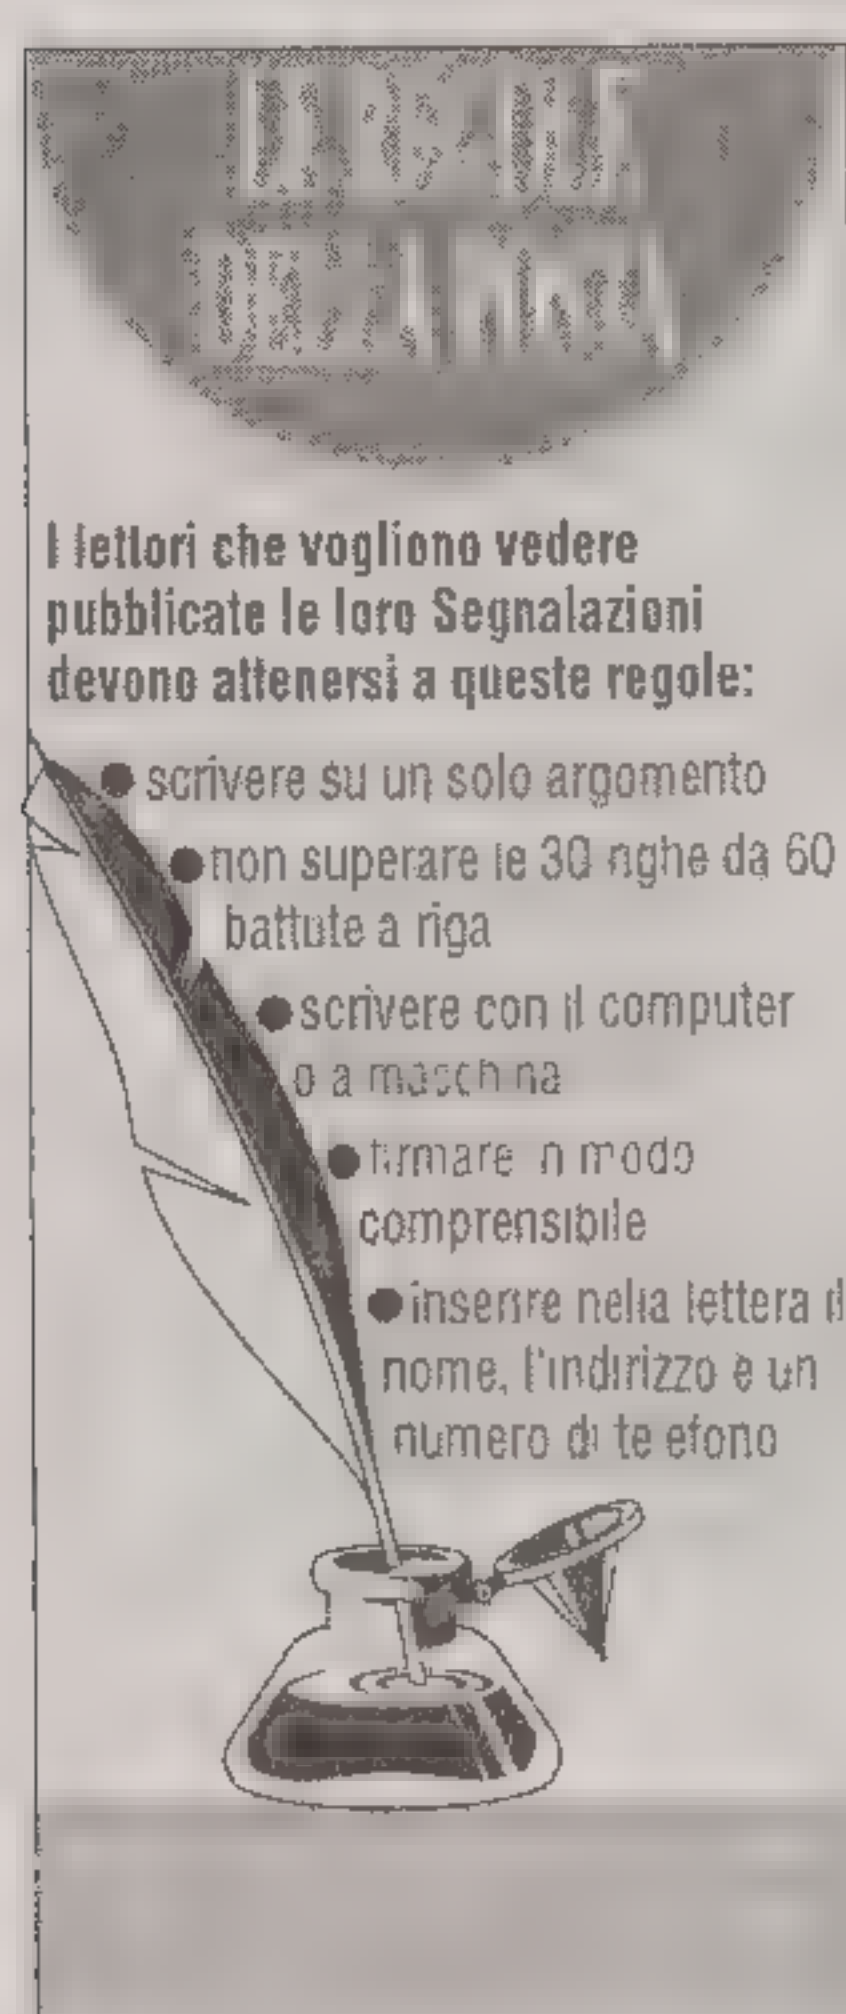 I lettori che vogliono vedere
pubblicate le loro Segnalazioni
devono attenersi a queste regole:
● scrivere su un solo argomento
● non superare le 30 righe da 60
battute a riga
● scrivere con il computer
o a macchina
● firmare in modo
comprensibile
● inserire nella lettera il
nome, l'indirizzo e un
numero di telefono